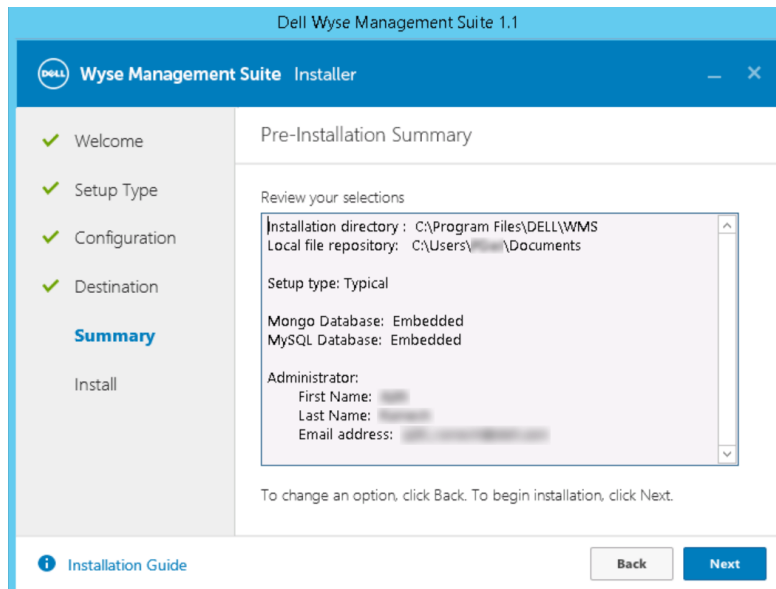 Dell Wyse Management Suite 1.1
DELL Wyse Management Suite Installer
Welcome
Setup Type
Configuration
Destination
Summary
Install
Pre-Installation Summary
Review your selections
Installation directory : C:\Program Files\DELL\WMS
Local file repository: C:\Users\ \Documents
Setup type: Typical
Mongo Database: Embedded
MySQL Database: Embedded
Administrator:
First Name:
Last Name:
Email address:
To change an option, click Back. To begin installation, click Next.
Installation Guide
Back
Next